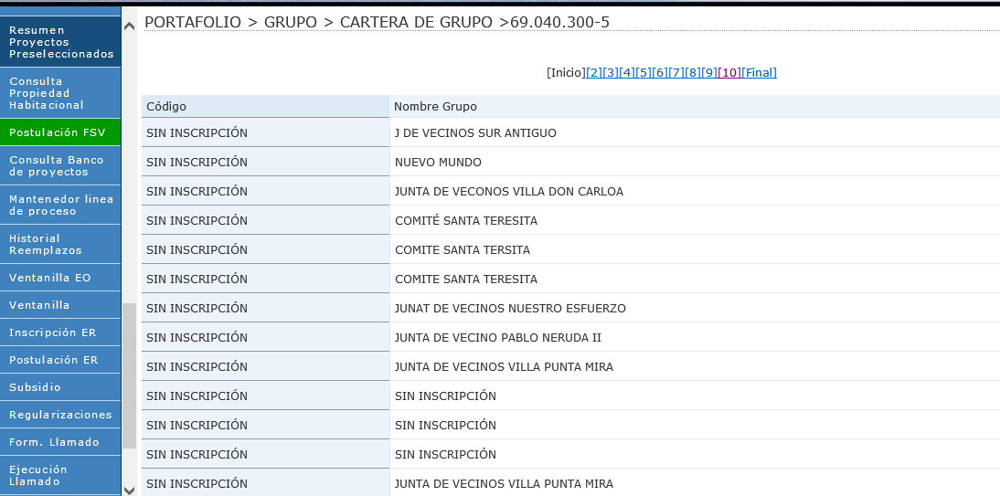 Resumen
Proyectos
Preseleccionados
Consulta
Propiedad
Habitacional
Postulación FSV
Consulta Banco
de proyectos
Mantenedor linea
de proceso
Historial
Reemplazos
Ventanilla EO
Ventanilla
Inscripción ER
Postulación ER
Subsidio
Regularizaciones
Form. Llamado
Ejecución
Llamado
PORTAFOLIO > GRUPO > CARTERA DE GRUPO >69.040.300-5
[Inicio][2][3][4][5][6][7][8][9][10][Final]
Código Nombre Grupo
SIN INSCRIPCIÓN J DE VECINOS SUR ANTIGUO
SIN INSCRIPCIÓN NUEVO MUNDO
SIN INSCRIPCIÓN JUNTA DE VECONOS VILLA DON CARLOA
SIN INSCRIPCIÓN COMITÉ SANTA TERESITA
SIN INSCRIPCIÓN COMITE SANTA TERSITA
SIN INSCRIPCIÓN COMITE SANTA TERESITA
SIN INSCRIPCIÓN JUNAT DE VECINOS NUESTRO ESFUERZO
SIN INSCRIPCIÓN JUNTA DE VECINO PABLO NERUDA II
SIN INSCRIPCIÓN JUNTA DE VECINOS VILLA PUNTA MIRA
SIN INSCRIPCIÓN SIN INSCRIPCIÓN
SIN INSCRIPCIÓN SIN INSCRIPCIÓN
SIN INSCRIPCIÓN SIN INSCRIPCIÓN
SIN INSCRIPCIÓN JUNTA DE VECINOS VILLA PUNTA MIRA